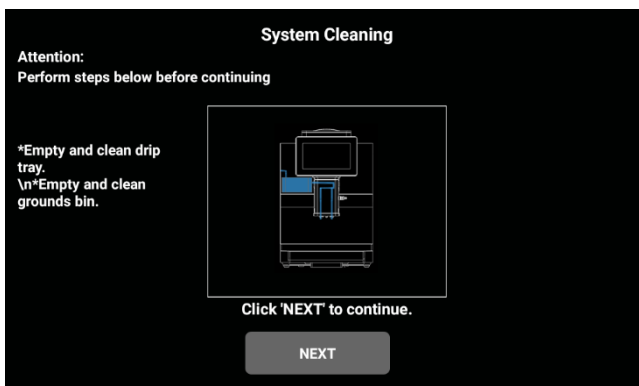 System Cleaning
Attention:
Perform steps below before continuing
*Empty and clean drip
tray.
\n*Empty and clean
grounds bin.
Click 'NEXT' to continue.
NEXT